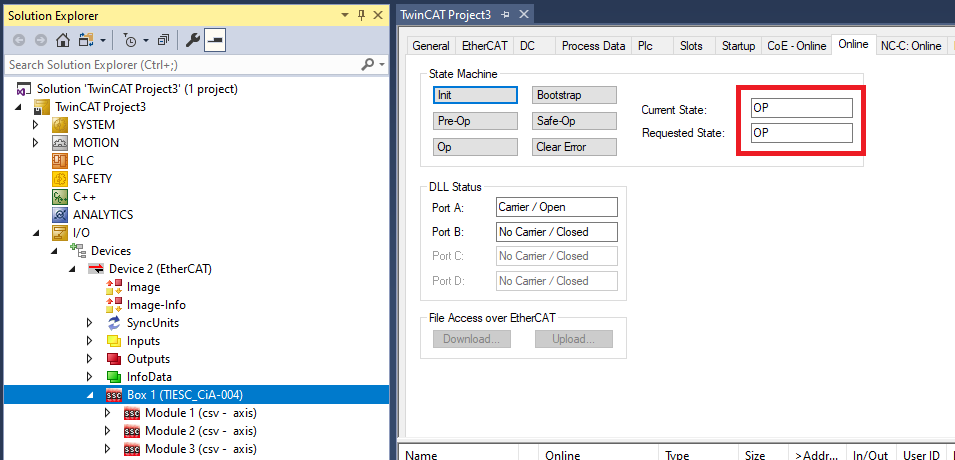 Solution Explorer
Search Solution Explorer (Ctrl+;)
Solution 'TwinCAT Project3' (1 project)
TwinCAT Project3
SYSTEM
MOTION
PLC
SAFETY
C++
ANALYTICS
I/O
Devices
Device 2 (EtherCAT)
Image
Image-Info
SyncUnits
Inputs
Outputs
InfoData
Box 1 (TIESC_CiA-004)
Module 1 (csv - axis)
Module 2 (csv - axis)
Module 3 (csv - axis)
TwinCAT Project3
General EtherCAT DC Process Data Plc Slots Startup CoE - Online Online NC-C: Online
State Machine
Init Bootstrap
Pre-Op Safe-Op
Op Clear Error
Current State: OP
Requested State: OP
DLL Status
Port A: Carrier / Open
Port B: No Carrier / Closed
Port C: No Carrier / Closed
Port D: No Carrier / Closed
File Access over EtherCAT
Download... Upload...
Name Online Type Size >Addr... In/Out User ID